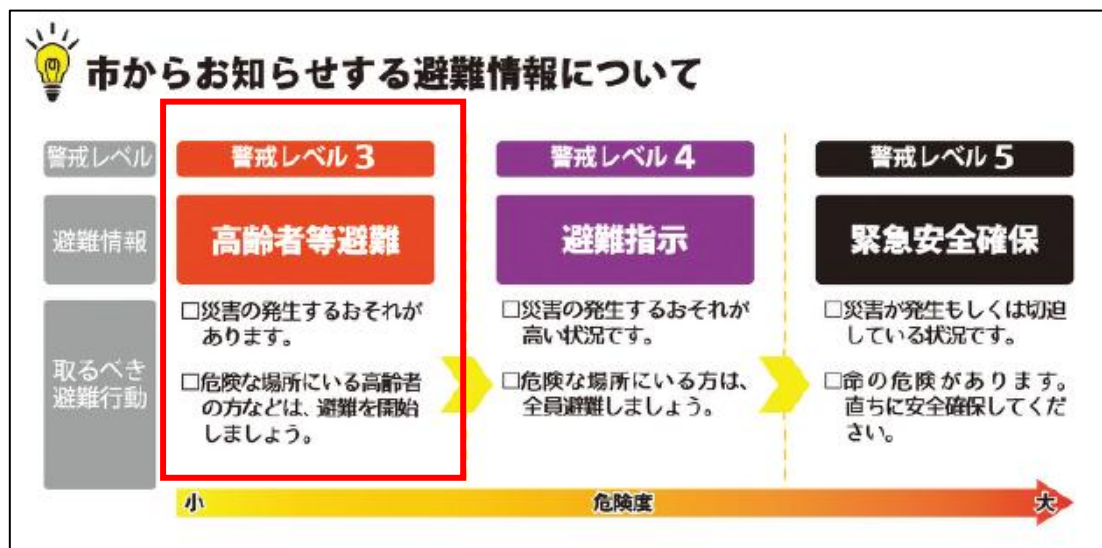 市からお知らせする避難情報について
警戒レベル
警戒レベル 3
警戒レベル 4
警戒レベル 5
避難情報
高齢者等避難
避難指示
緊急安全確保
取るべき
避難行動
□災害の発生するおそれが
あります。
□危険な場所にいる高齢者
の方などは、避難を開始
しましょう。
□災害の発生するおそれが
高い状況です。
□危険な場所にいる方は、
全員避難しましょう。
□災害が発生もしくは切迫
している状況です。
□命の危険があります。
直ちに安全確保してくだ
さい。
小
危険度
大